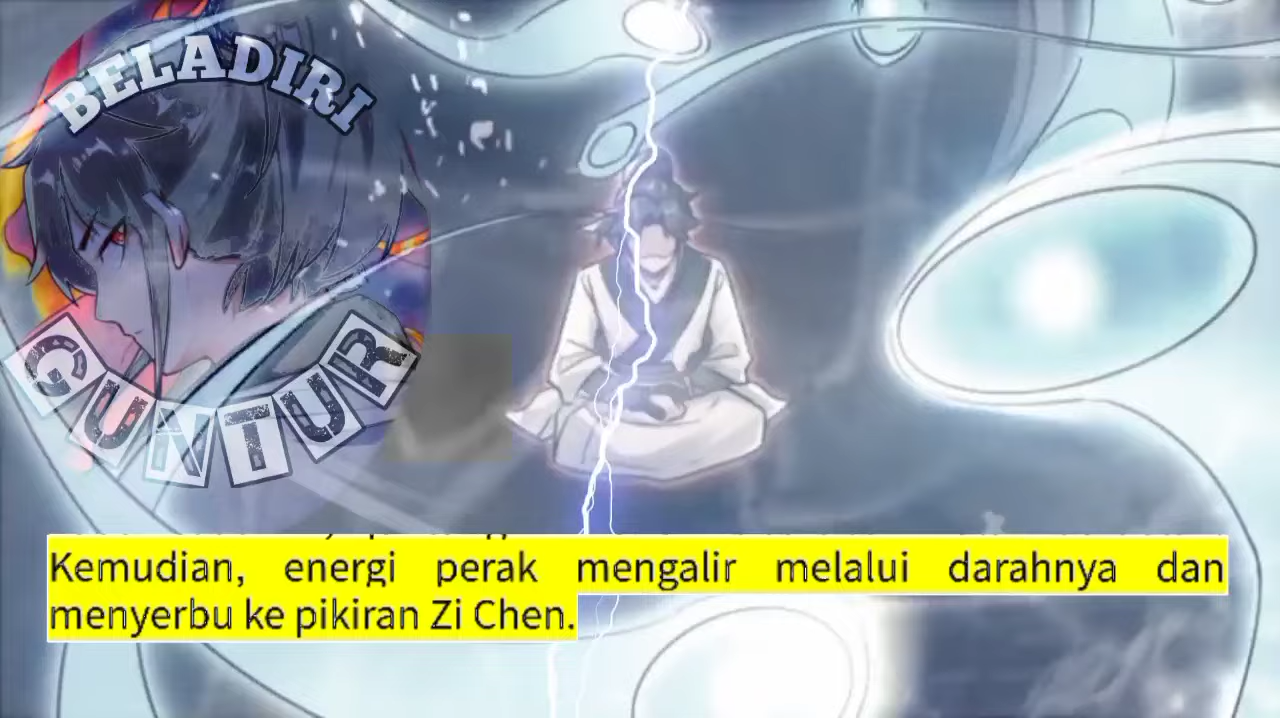 BELADIRI
GUNTUR
Kemudian, energi perak mengalir melalui darahnya dan
menyerbu ke pikiran Zi Chen.